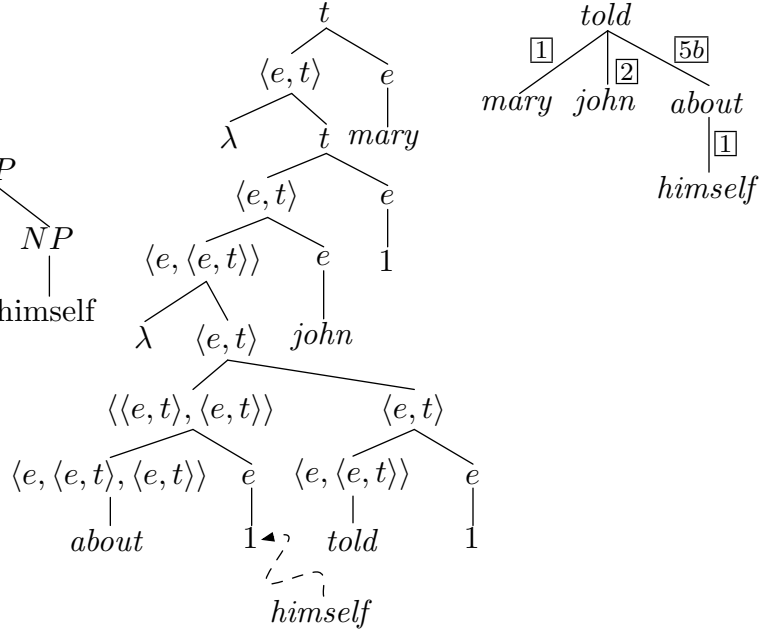 t
told
⟨e, t⟩ e
1 2 5b
mary john about
λ t mary
1
P
himself
⟨e, t⟩ e
NP
⟨e, ⟨e, t⟩⟩ e 1
himself
λ ⟨e, t⟩ john
⟨⟨e, t⟩, ⟨e, t⟩⟩ ⟨e, t⟩
⟨e, ⟨e, t⟩, ⟨e, t⟩⟩ e ⟨e, ⟨e, t⟩⟩ e
about 1 told 1
himself